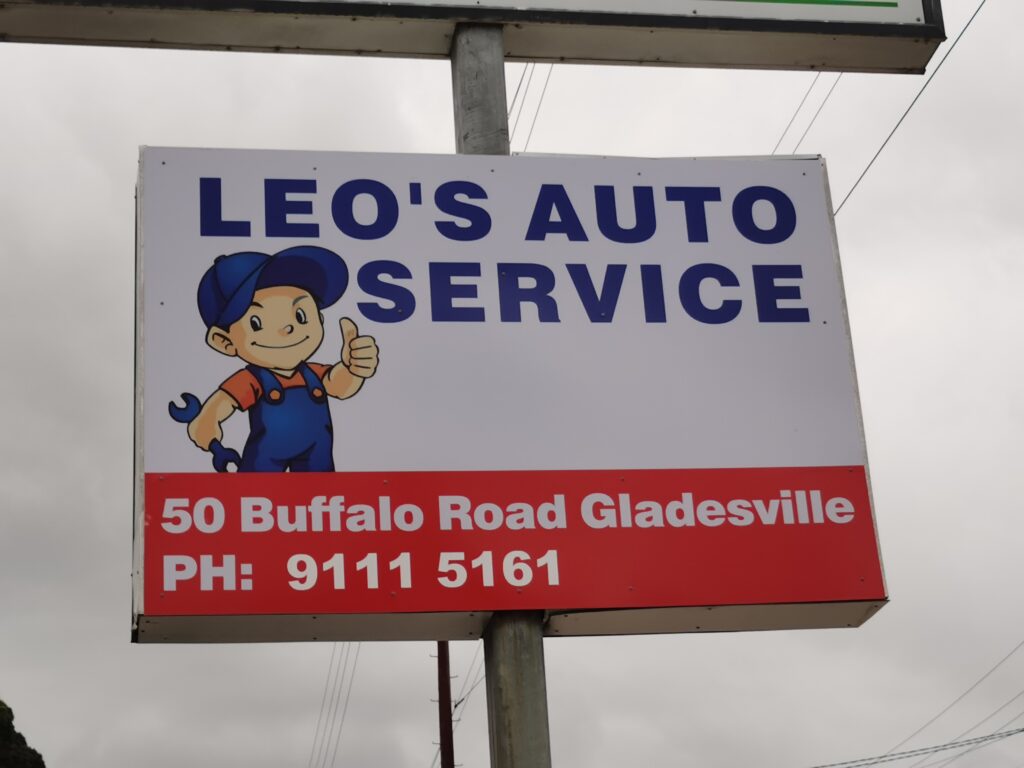 LEO'S AUTO
SERVICE
50 Buffalo Road Gladesville
PH: 9111 5161